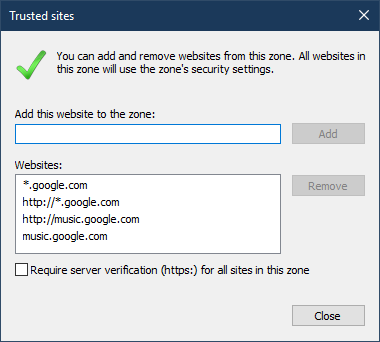 Trusted sites
You can add and remove websites from this zone. All websites in
this zone will use the zone's security settings.
Add this website to the zone:
Add
Websites:
*.google.com
http://*.google.com
http://music.google.com
music.google.com
Remove
Require server verification (https:) for all sites in this zone
Close